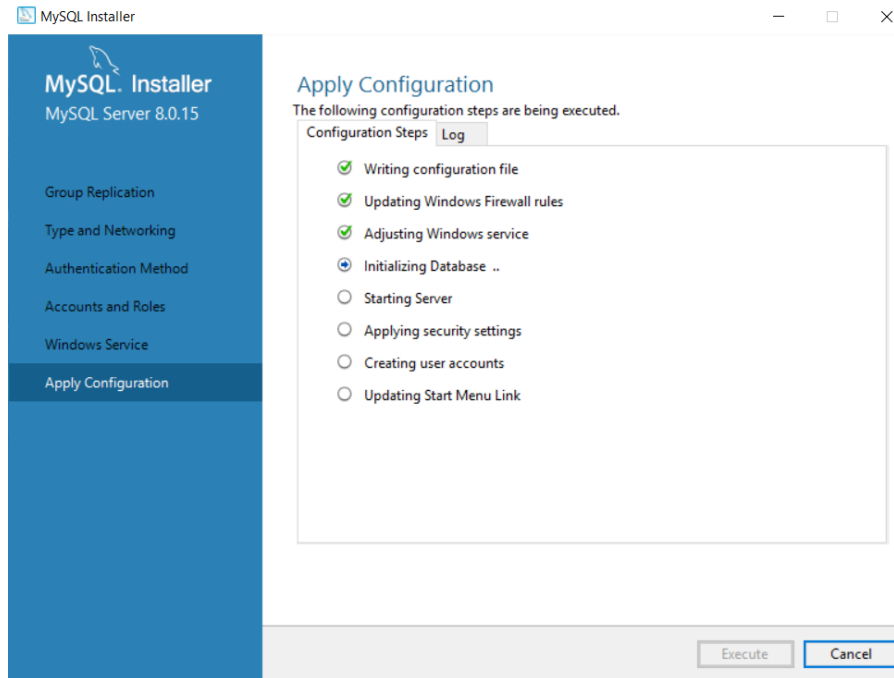 MySQL Installer
MySQL. Installer
MySQL Server 8.0.15
Group Replication
Type and Networking
Authentication Method
Accounts and Roles
Windows Service
Apply Configuration
Apply Configuration
The following configuration steps are being executed.
Configuration Steps Log
Writing configuration file
Updating Windows Firewall rules
Adjusting Windows service
Initializing Database ..
Starting Server
Applying security settings
Creating user accounts
Updating Start Menu Link
Execute Cancel